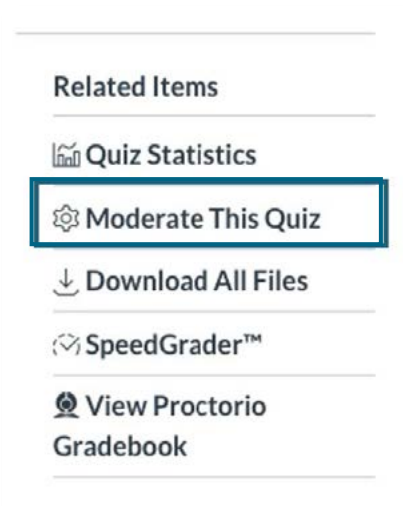 Related Items
Quiz Statistics
Moderate This Quiz
Download All Files
SpeedGrader™
View Proctorio
Gradebook